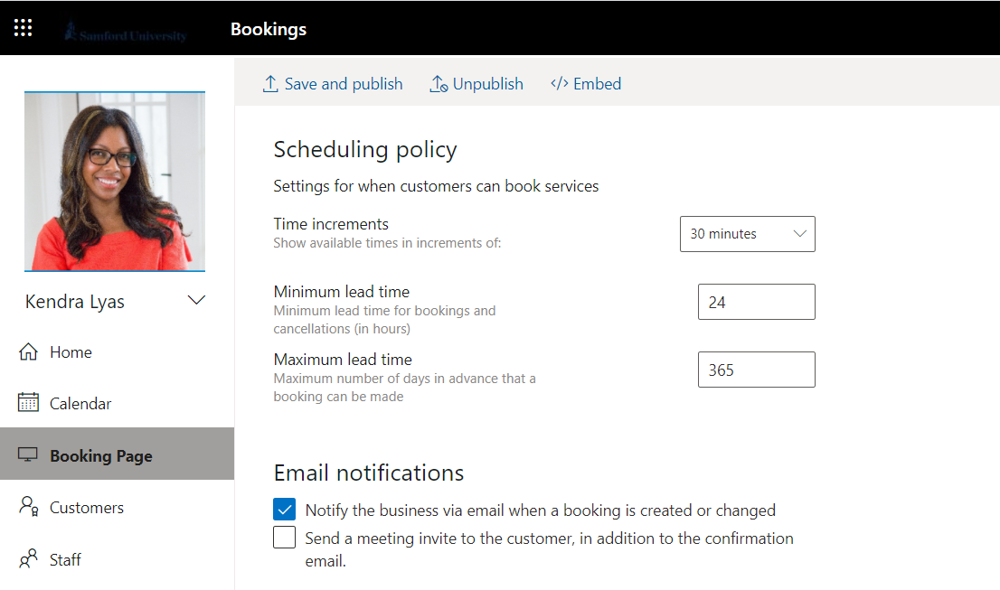 Samford University
Bookings
Save and publish
Unpublish
</> Embed
Kendra Lyas
Home
Calendar
Booking Page
Customers
Staff
Scheduling policy
Settings for when customers can book services
Time increments
Show available times in increments of:
30 minutes
Minimum lead time
Minimum lead time for bookings and
cancellations (in hours)
24
Maximum lead time
Maximum number of days in advance that a
booking can be made
365
Email notifications
Notify the business via email when a booking is created or changed
Send a meeting invite to the customer, in addition to the confirmation
email.